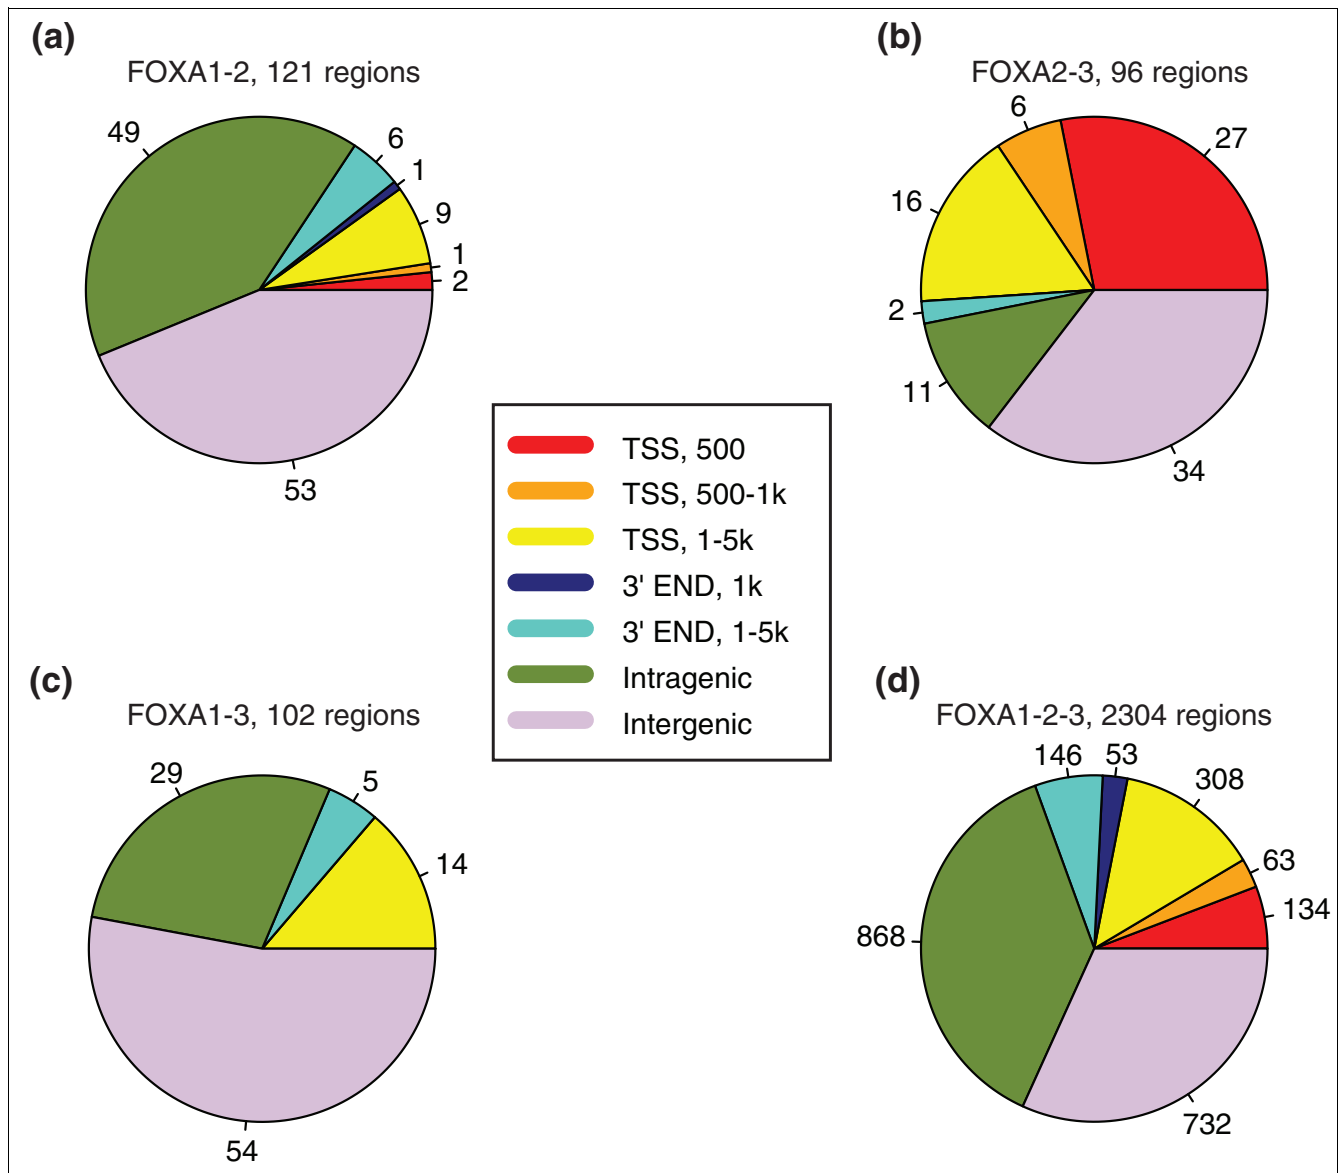 (a)
FOXA1-2, 121 regions
49
6
1
9
1
2
53
(b)
FOXA2-3, 96 regions
6
27
16
2
11
34
TSS, 500
TSS, 500-1k
TSS, 1-5k
3' END, 1k
3' END, 1-5k
Intragenic
Intergenic
(c)
FOXA1-3, 102 regions
29
5
14
54
(d)
FOXA1-2-3, 2304 regions
146
53
308
63
134
868
732